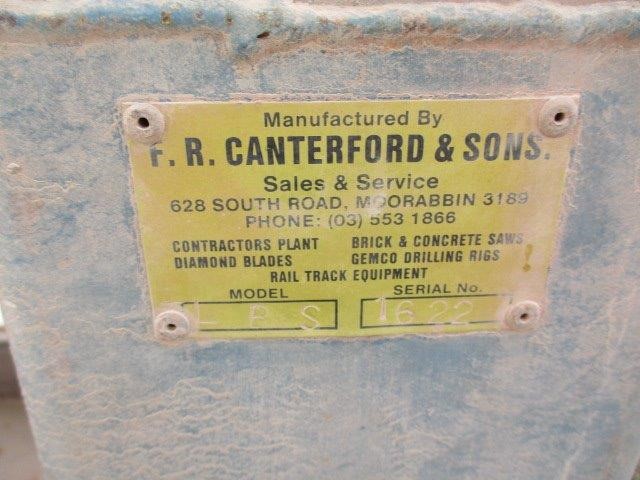 Manufactured By
F. R. CANTERFORD & SONS.
Sales & Service
628 SOUTH ROAD, MOORABBIN 3189
PHONE: (03) 553 1866
CONTRACTORS PLANT BRICK & CONCRETE SAWS
DIAMOND BLADES GEMCO DRILLING RIGS
RAIL TRACK EQUIPMENT
MODEL SERIAL No.
L B S 1622